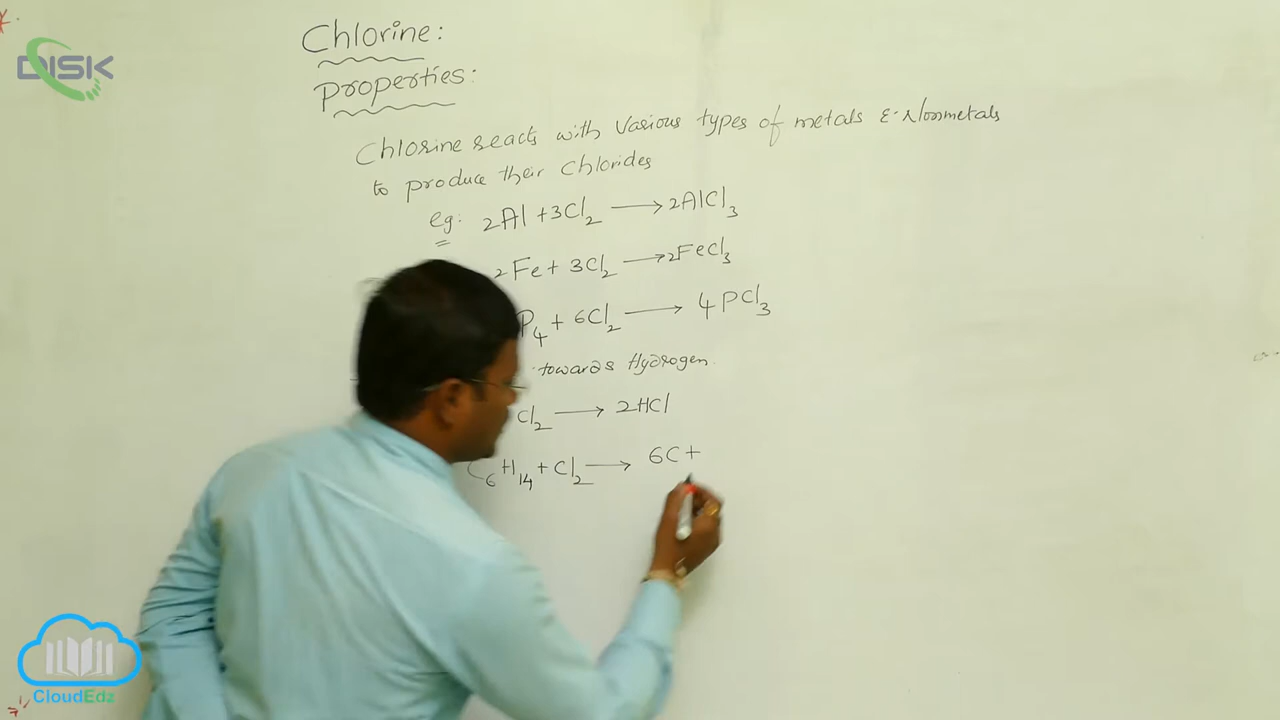 DISK
Chlorine:
Properties:
Chlorine reacts with various types of metals & Nonmetals
to produce their chlorides
eg: 2Al + 3Cl₂ ⟶ 2AlCl₃
2Fe + 3Cl₂ ⟶ 2FeCl₃
P₄ + 6Cl₂ ⟶ 4PCl₃
towards Hydrogen.
Cl₂ ⟶ 2HCl
C₆H₁₄ + Cl₂ ⟶ 6C +
CloudEdz